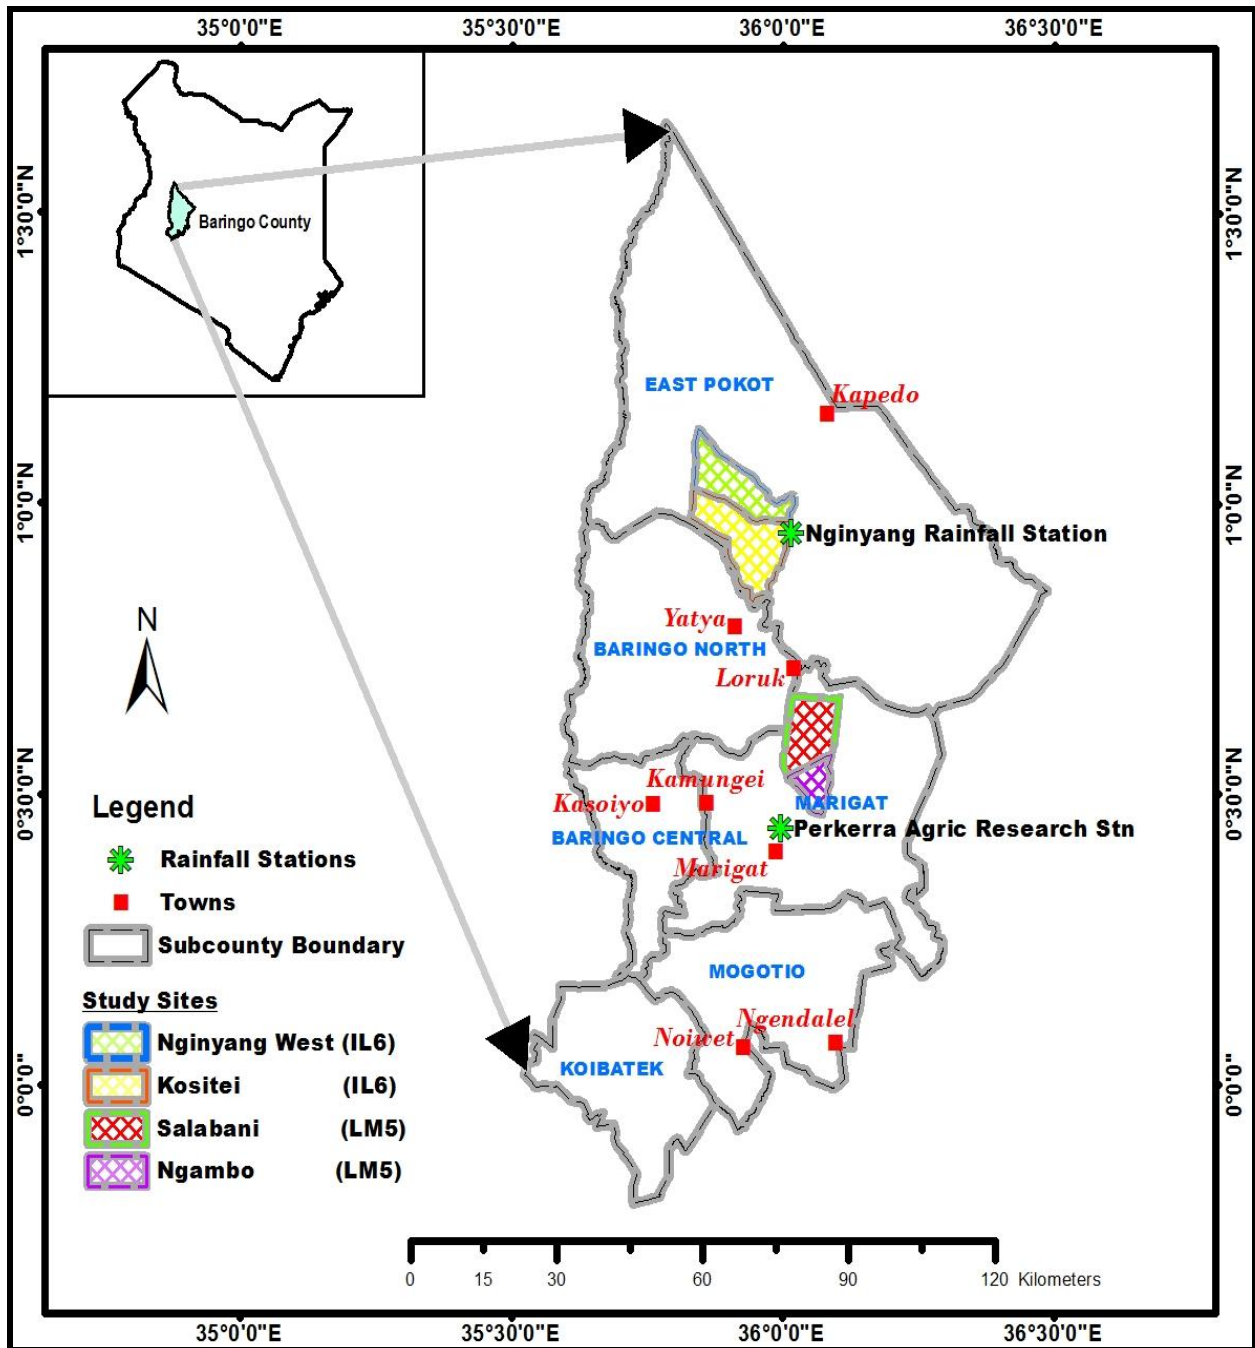 35°0'0"E
35°30'0"E
36°0'0"E
36°30'0"E
1°30'0"N
1°0'0"N
0°30'0"N
0°0'0"
1°30'0"N
1°0'0"N
0°30'0"N
0°0'0"
Baringo County
EAST POKOT
Kapedo
Nginyang Rainfall Station
Yatya
BARINGO NORTH
Loruk
Kamungei
Kasoiyo
MARIGAT
BARINGO CENTRAL
Perkerra Agric Research Stn
Marigat
MOGOTIO
Ngendalel
Noiwet
KOIBATEK
N
Legend
Rainfall Stations
Towns
Subcounty Boundary
Study Sites
Nginyang West (IL6)
Kositei (IL6)
Salabani (LM5)
Ngambo (LM5)
0 15 30 60 90 120 Kilometers
35°0'0"E
35°30'0"E
36°0'0"E
36°30'0"E